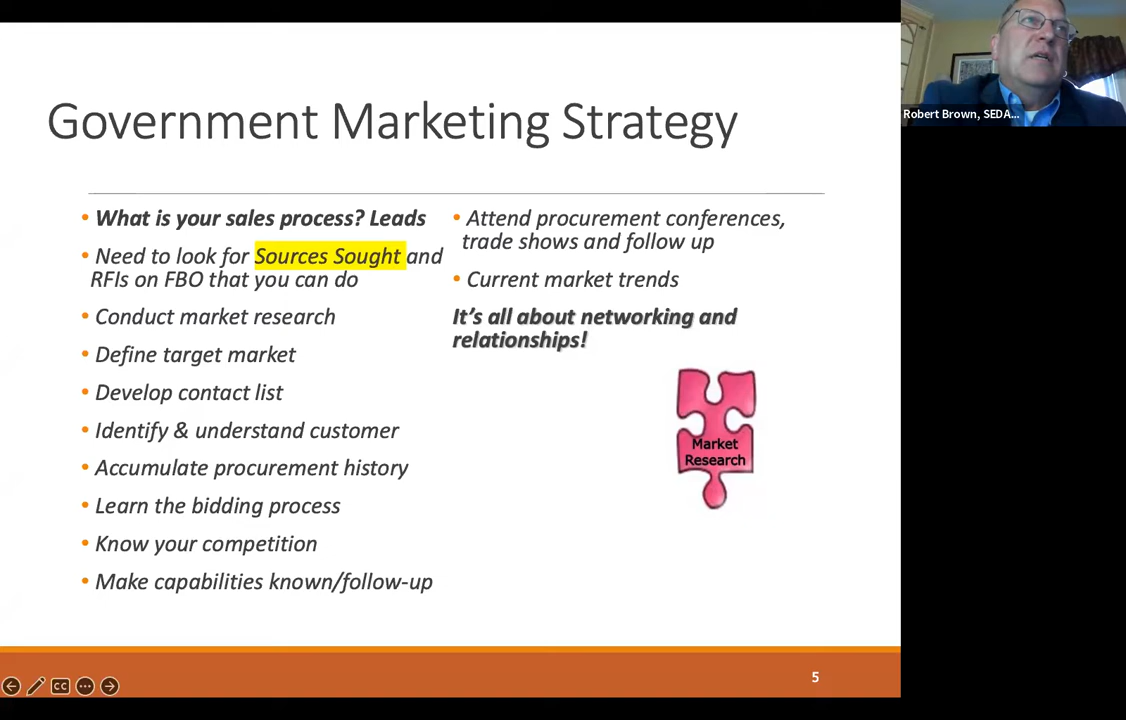 Government Marketing Strategy
• What is your sales process? Leads
• Need to look for Sources Sought and
RFIs on FBO that you can do
• Conduct market research
• Define target market
• Develop contact list
• Identify & understand customer
• Accumulate procurement history
• Learn the bidding process
• Know your competition
• Make capabilities known/follow-up
• Attend procurement conferences,
trade shows and follow up
• Current market trends
It’s all about networking and
relationships!
Market
Research
5
CC
Robert Brown, SEDA...